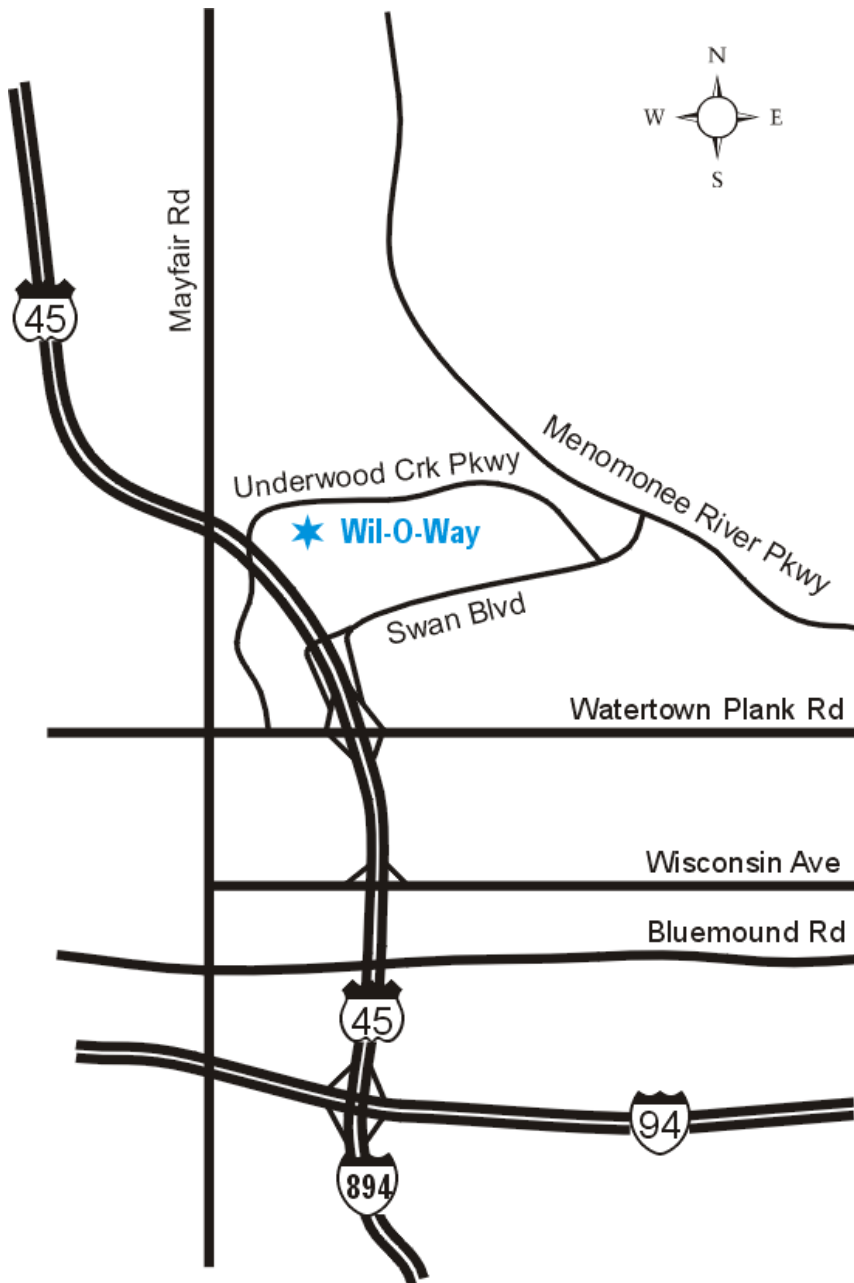 N
W E
S
Mayfair Rd
45
Menomonee River Pkwy
Underwood Crk Pkwy
Wil-O-Way
Swan Blvd
Watertown Plank Rd
Wisconsin Ave
Bluemound Rd
45
94
894